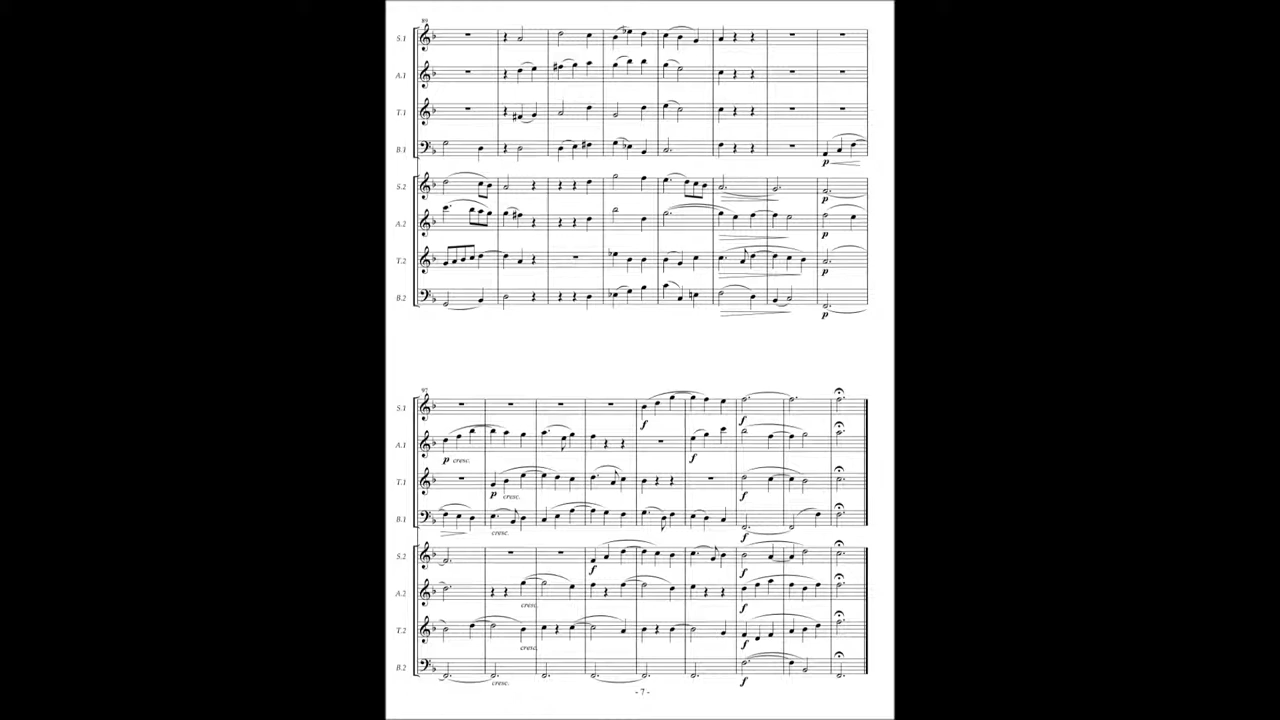 89
S.1
A.1
T.1
B.1
p
S.2
p
A.2
p
T.2
p
B.2
p
97
S.1
f
A.1
p cresc.
f
T.1
p cresc.
f
B.1
cresc.
f
S.2
f
f
A.2
cresc.
f
T.2
cresc.
f
B.2
cresc.
f
- 7 -